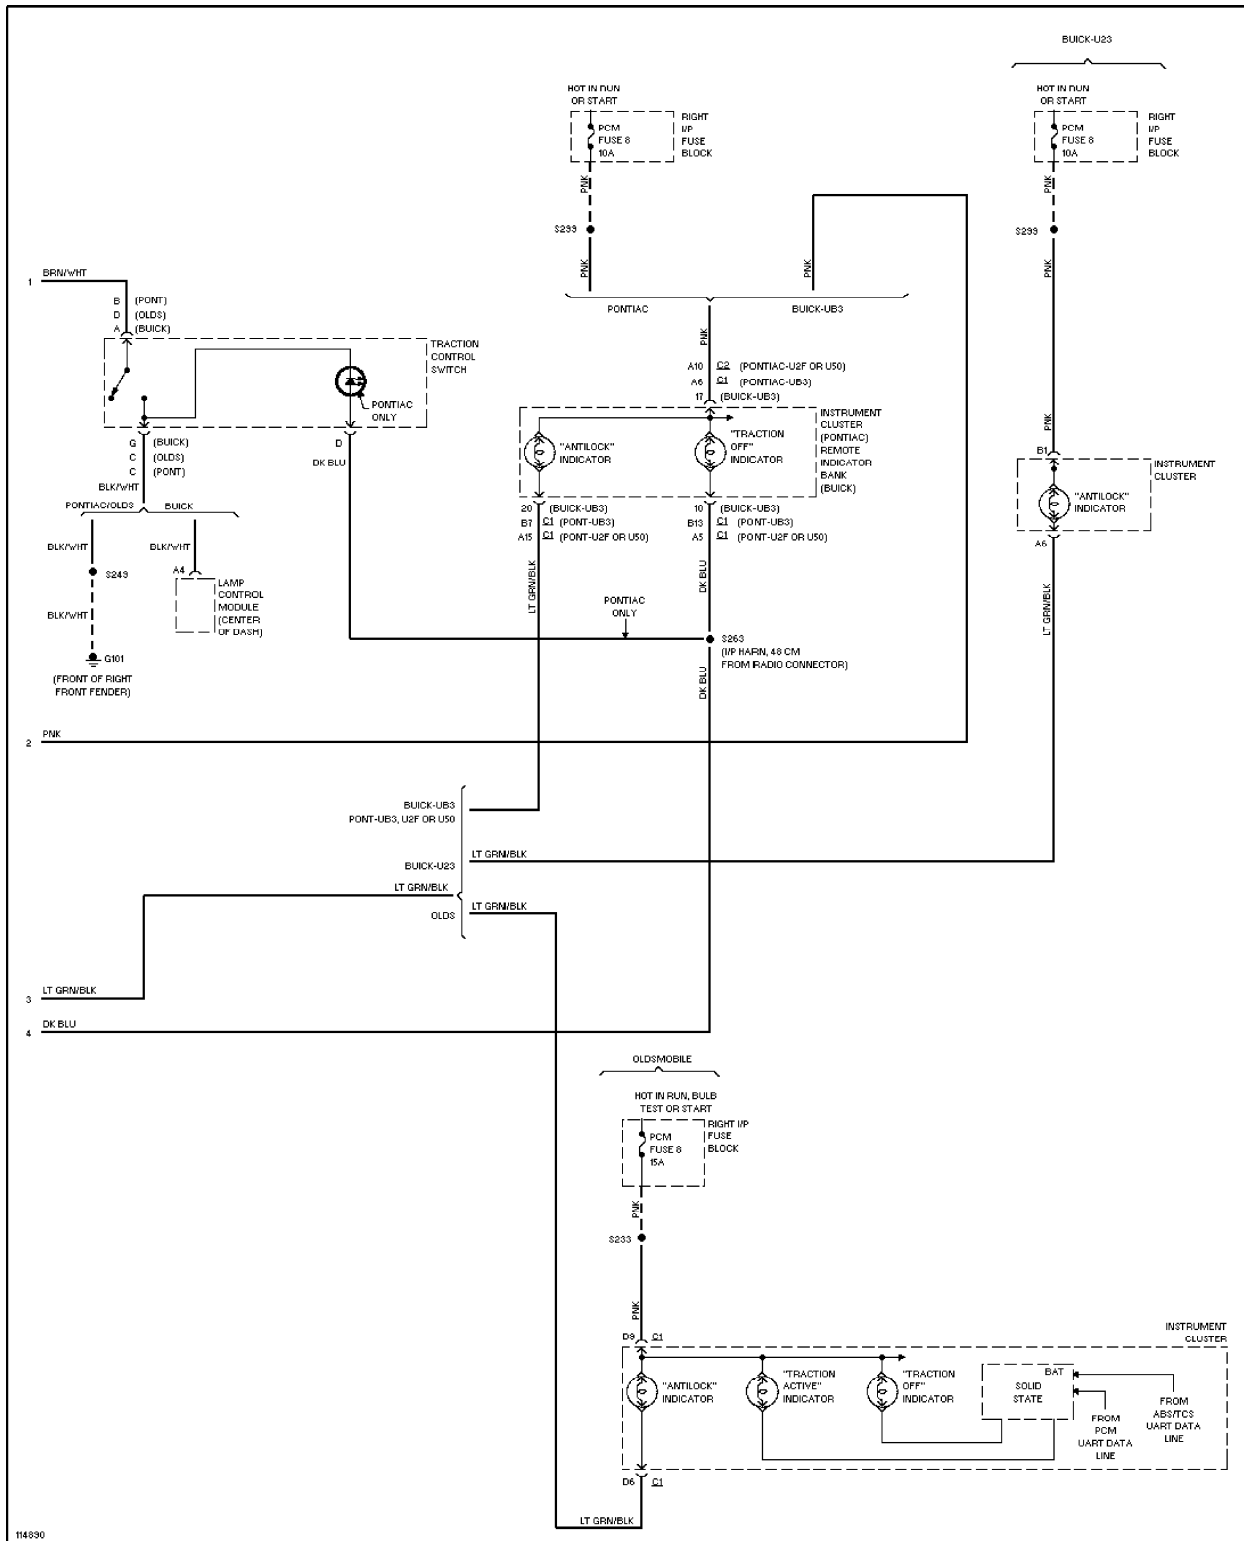 BUICK-U23
HOT IN RUN
OR START
PCM
FUSE 8
10A
RIGHT
I/P
FUSE
BLOCK
PNK
S299
PNK
PNK
PONTIAC
BUICK-UB3
HOT IN RUN
OR START
PCM
FUSE 8
10A
RIGHT
I/P
FUSE
BLOCK
PNK
S299
PNK
PNK
1
BRN/WHT
B (PONT)
D (OLDS)
A (BUICK)
TRACTION
CONTROL
SWITCH
PONTIAC
ONLY
G (BUICK)
C (OLDS)
C (PONT)
D
DK BLU
BLK/WHT
PONTIAC/OLDS
BUICK
BLK/WHT
BLK/WHT
S249
A4
LAMP
CONTROL
MODULE
(CENTER
OF DASH)
BLK/WHT
G101
(FRONT OF RIGHT
FRONT FENDER)
PNK
A10 C2 (PONTIAC-U2F OR U50)
A6 C1 (PONTIAC-UB3)
17 (BUICK-UB3)
"ANTILOCK"
INDICATOR
"TRACTION
OFF"
INDICATOR
INSTRUMENT
CLUSTER
(PONTIAC)
REMOTE
INDICATOR
BANK
(BUICK)
20 (BUICK-UB3)
B7 C1 (PONT-UB3)
A15 C1 (PONT-U2F OR U50)
10 (BUICK-UB3)
B13 C1 (PONT-UB3)
A5 C1 (PONT-U2F OR U50)
LT GRN/BLK
DK BLU
PONTIAC
ONLY
S263
(I/P HARN, 48 CM
FROM RADIO CONNECTOR)
DK BLU
B1
INSTRUMENT
CLUSTER
"ANTILOCK"
INDICATOR
A6
LT GRN/BLK
2
PNK
BUICK-UB3
PONT-UB3, U2F OR U50
BUICK-U23
LT GRN/BLK
LT GRN/BLK
OLDS
LT GRN/BLK
3
LT GRN/BLK
4
DK BLU
OLDSMOBILE
HOT IN RUN, BULB
TEST OR START
PCM
FUSE 8
15A
RIGHT I/P
FUSE
BLOCK
PNK
S233
PNK
D9 C1
INSTRUMENT
CLUSTER
"ANTILOCK"
INDICATOR
"TRACTION
ACTIVE"
INDICATOR
"TRACTION
OFF"
INDICATOR
BAT
SOLID
STATE
FROM
PCM
UART DATA
LINE
FROM
ABS/TCS
UART DATA
LINE
D6 C1
LT GRN/BLK
114890